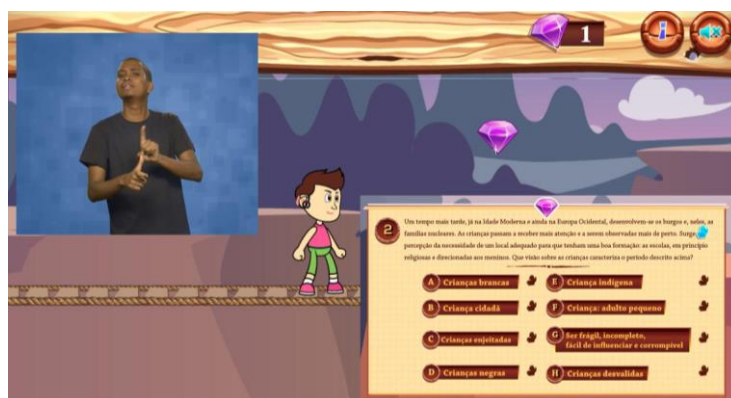 1
2
Um tempo mais tarde, já na Idade Moderna e ainda na Europa Ocidental, desenvolvem-se os burgos e, neles, as
famílias nucleares. As crianças passam a receber mais atenção e a serem observadas mais de perto. Surge
percepção da necessidade de um local adequado para que tenham uma boa formação: as escolas, em princípio
religiosas e direcionadas aos meninos. Que visão sobre as crianças caracteriza o período descrito acima?
A Crianças brancas
B Criança cidadã
C Crianças enjeitadas
D Crianças negras
E Criança indígena
F Criança: adulto pequeno
G Ser frágil, incompleto,
fácil de influenciar e corrompível
H Crianças desvalidas